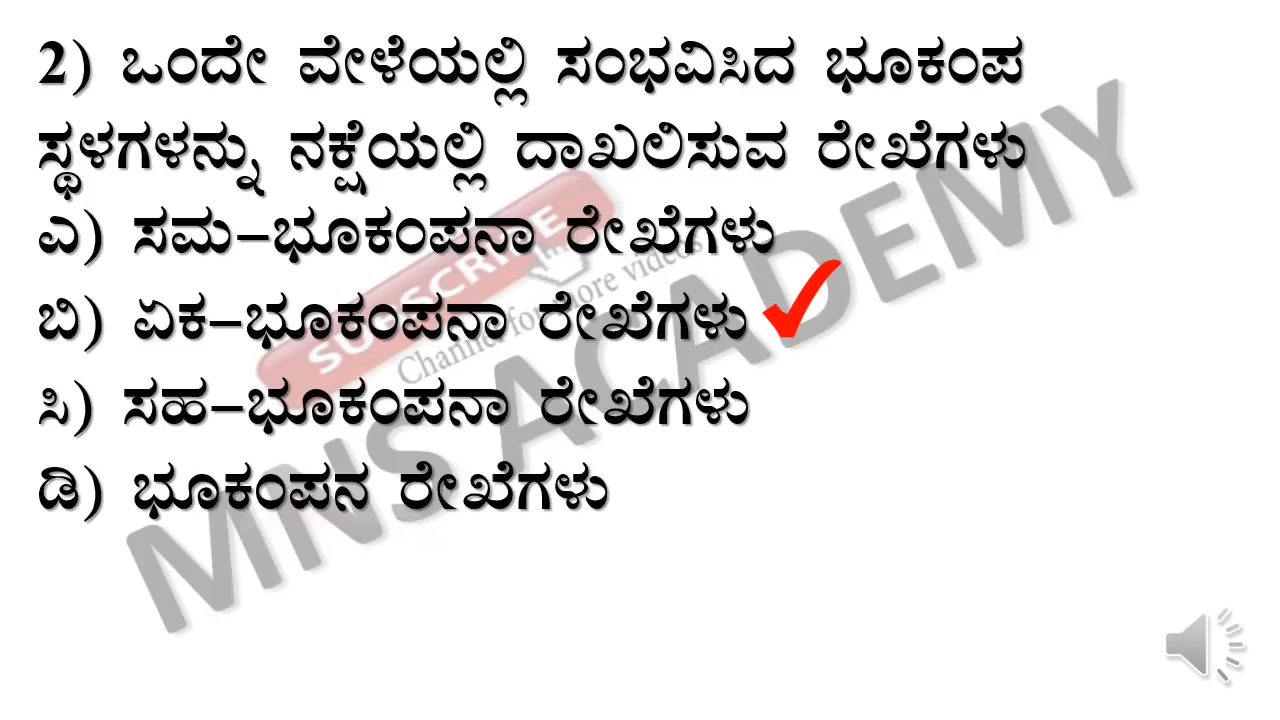 2) ಒಂದೇ ವೇಳೆಯಲ್ಲಿ ಸಂಭವಿಸಿದ ಭೂಕಂಪ
ಸ್ಥಳಗಳನ್ನು ನಕ್ಷೆಯಲ್ಲಿ ದಾಖಲಿಸುವ ರೇಖೆಗಳು
ಎ) ಸಮ-ಭೂಕಂಪನಾ ರೇಖೆಗಳು
ಬಿ) ಏಕ-ಭೂಕಂಪನಾ ರೇಖೆಗಳು
ಸಿ) ಸಹ-ಭೂಕಂಪನಾ ರೇಖೆಗಳು
ಡಿ) ಭೂಕಂಪನ ರೇಖೆಗಳು
SUBSCRIBE
Channel for more videos
MNS ACADEMY